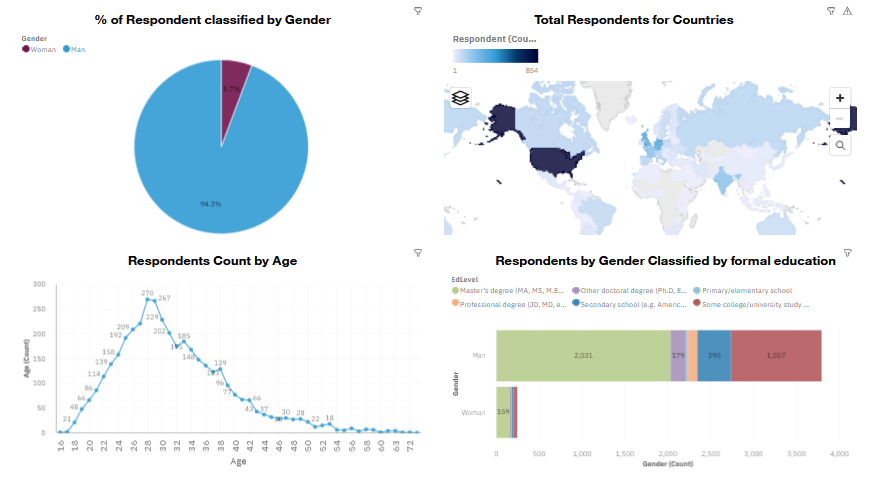 % of Respondent classified by Gender
Gender
Woman Man
5.7%
94.3%
Total Respondents for Countries
Respondent (Cou...
1 854
Respondents Count by Age
Age (Count)
300
250
200
150
100
50
0
270
267
229
209
202
192
185
158
148
139
129
114
96
86
77
66
66
48
43
37
30
28
22
21
18
16 18 20 22 24 26 28 30 32 34 36 38 40 42 44 46 48 50 52 54 56 58 60 63 72
Age
Respondents by Gender Classified by formal education
EdLevel
Master's degree (MA, MS, M.E... Other doctoral degree (Ph.D, E... Primary/elementary school
Professional degree (JD, MD, e... Secondary school (e.g. Americ... Some college/university study ...
Gender
Man 2,031 179 390 1,057
Woman 159
0 500 1,000 1,500 2,000 2,500 3,000 3,500 4,000
Gender (Count)